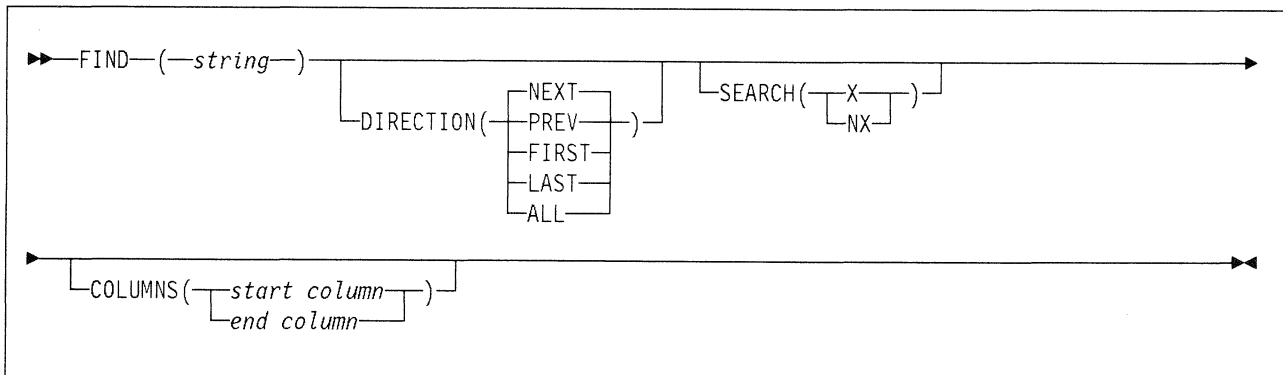 FIND (string)
NEXT
SEARCH( X )
DIRECTION( PREV )
NX
FIRST
LAST
ALL
COLUMNS( start column )
end column